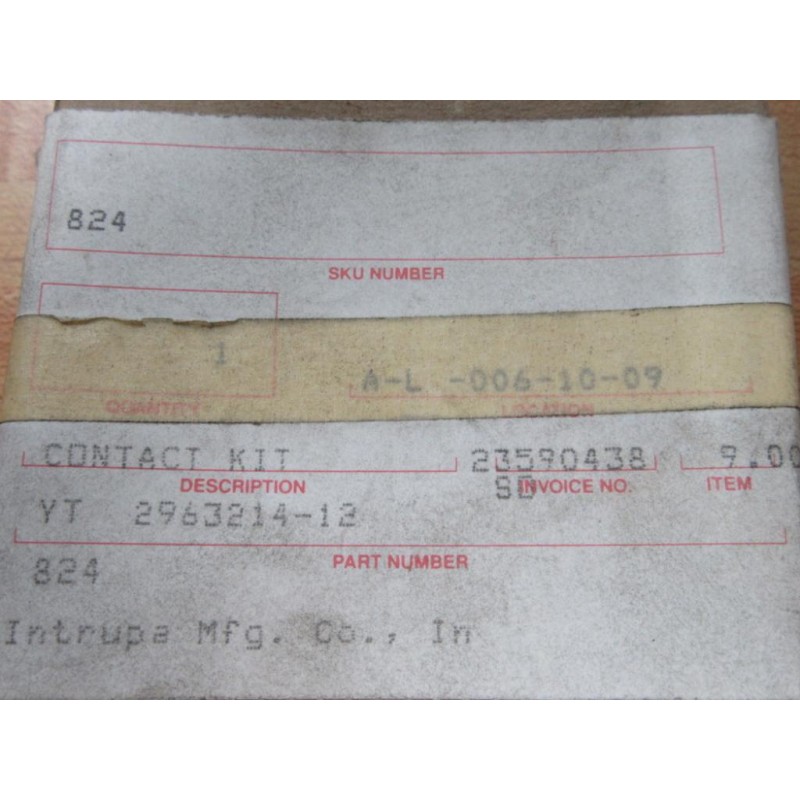 824
SKU NUMBER
1
A-L -006-10-09
QUANTITY LOCATION
CONTACT KIT 23590438 9.00
DESCRIPTION SD INVOICE NO. ITEM
YT 2963214-12
PART NUMBER
824
Intrupa Mfg. Co., In